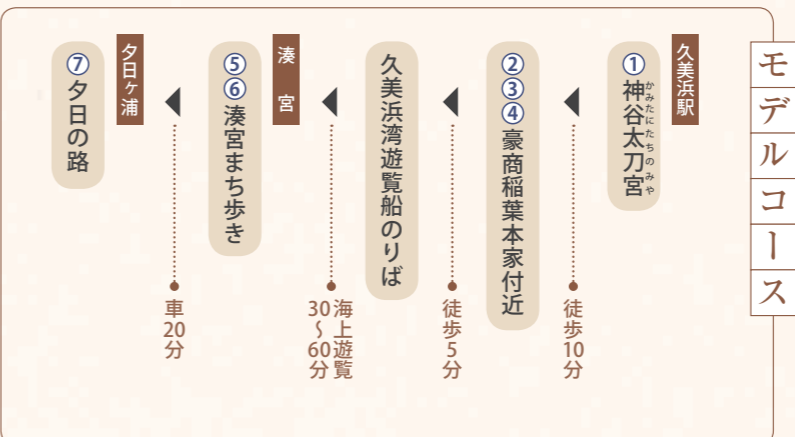 モデルコース
久美浜駅
①神谷太刀宮
かみたにたちのみや
徒歩10分
②③④豪商稲葉本家付近
徒歩5分
久美浜湾遊覧船のりば
海上遊覧
30～60分
湊宮
⑤⑥湊宮まち歩き
車20分
夕日ヶ浦
⑦夕日の路